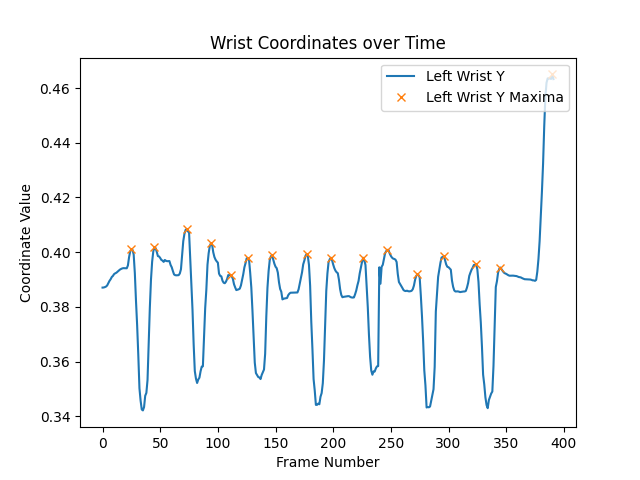 Wrist Coordinates over Time
Left Wrist Y
Left Wrist Y Maxima
Coordinate Value
0.46
0.44
0.42
0.40
0.38
0.36
0.34
0 50 100 150 200 250 300 350 400
Frame Number